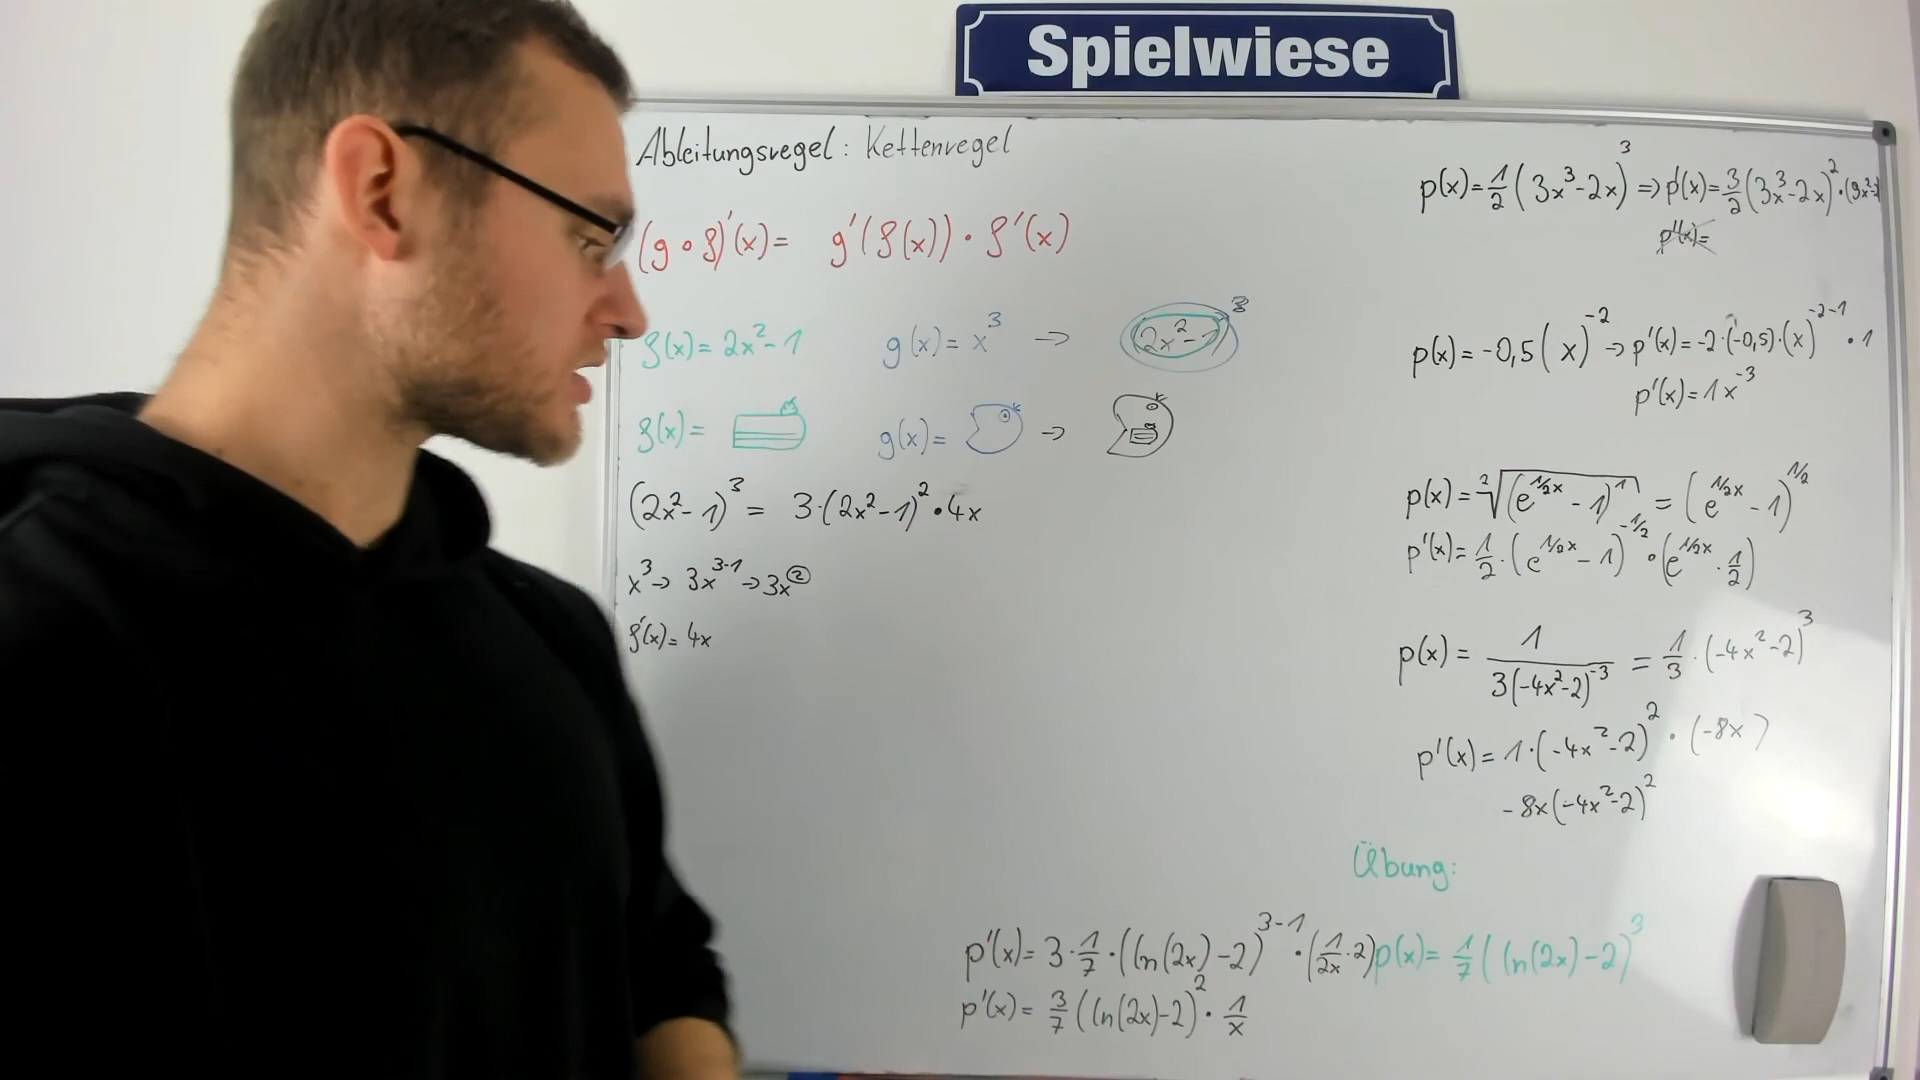 Spielwiese
Ableitungsregel: Kettenregel
(g∘f)'(x)= g'(f(x))·f'(x)
f(x)=2x²-1 g(x)=x³ → (2x²-1)³
f(x)= g(x)= →
(2x²-1)³ = 3·(2x²-1)²·4x
x³→ 3x³⁻¹→3x²
f'(x)=4x
p(x)=1/2(3x³-2x)³ ⇒ p'(x)=3/2(3x³-2x)²·(9x²-2)
p''(x)=
p(x)=-0,5(x)⁻² → p'(x)=-2·(-0,5)·(x)⁻²⁻¹·1
p'(x)=1x⁻³
p(x)=²√(e^(1/2x)-1)¹ = (e^(1/2x)-1)^(1/2)
p'(x)=1/2·(e^(1/2x)-1)^(-1/2)·(e^(1/2x)·1/2)
p(x)=1/(3(-4x²-2)⁻³) = 1/3·(-4x²-2)³
p'(x)=1·(-4x²-2)²·(-8x)
-8x(-4x²-2)²
Übung:
p'(x)=3·1/7·(ln(2x)-2)³⁻¹·(1/2x·2) p(x)=1/7(ln(2x)-2)³
p'(x)=3/7(ln(2x)-2)²·1/x